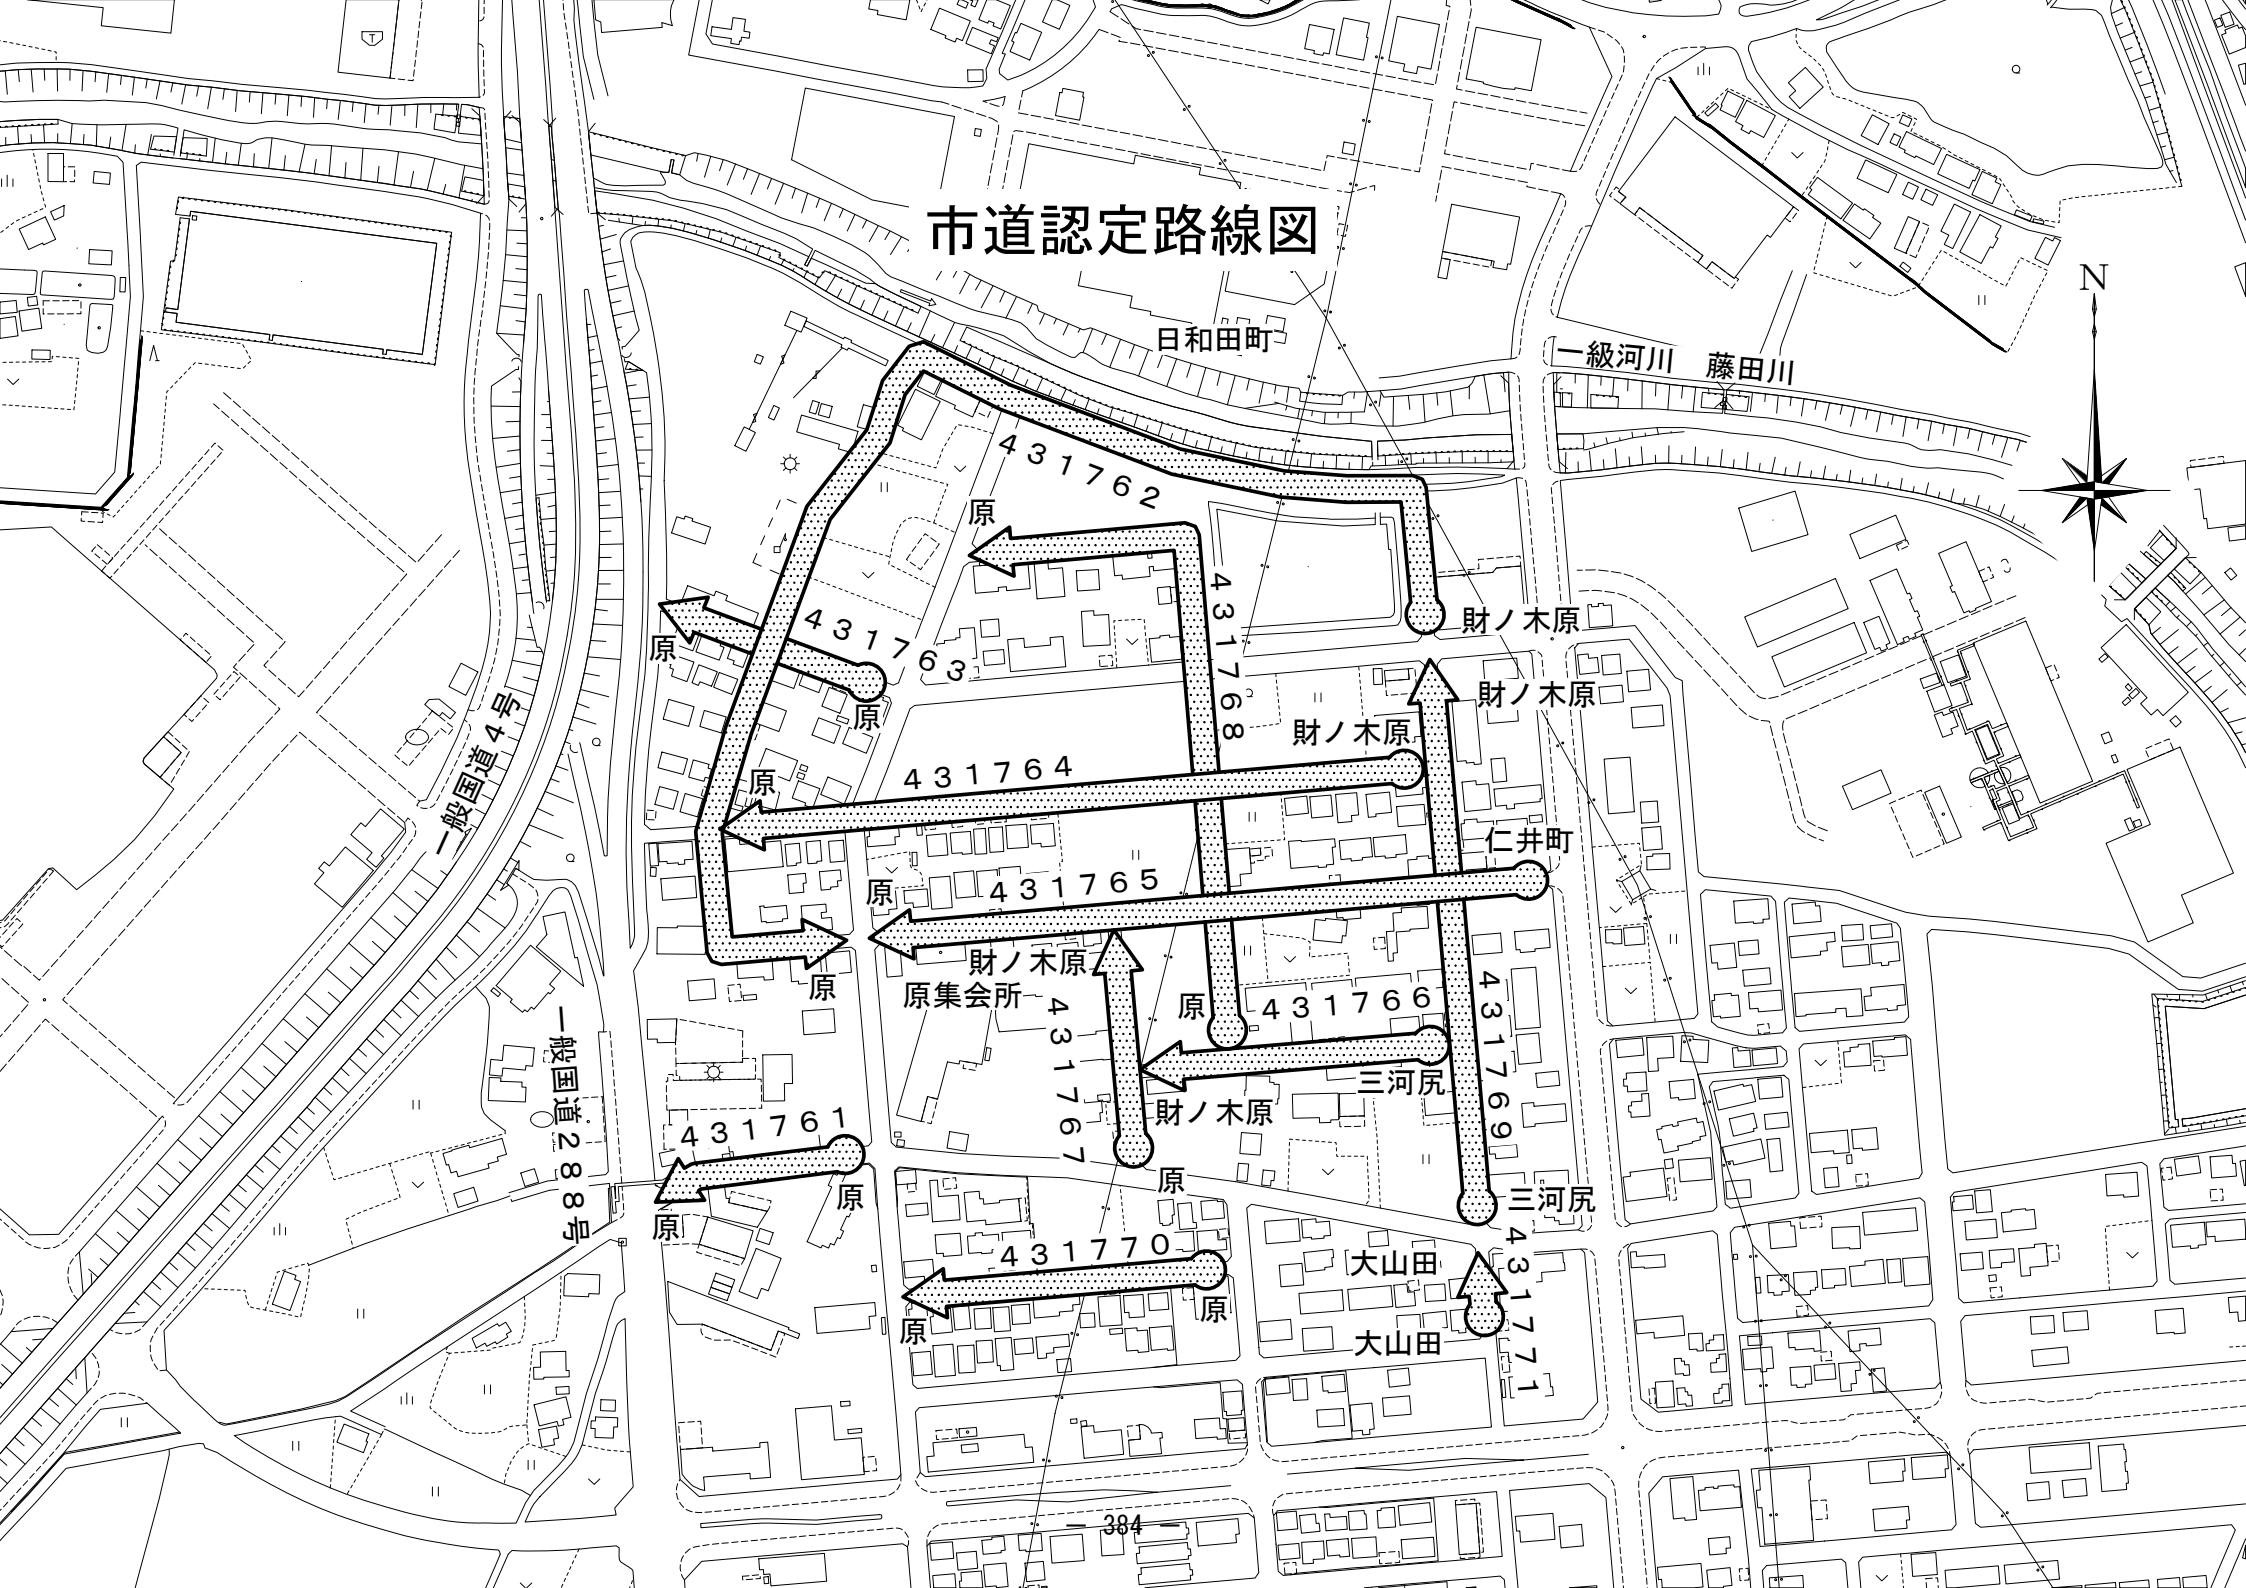 市道認定路線図
N
日和田町
一級河川　藤田川
431762
原
431768
財ノ木原
431763
原
原
財ノ木原
財ノ木原
一般国道4号
原
431764
仁井町
原
431765
財ノ木原
原
原集会所
原
431766
431767
431769
三河尻
財ノ木原
一般国道288号
431761
原
原
原
三河尻
431770
大山田
431771
原
原
大山田
― 384 ―